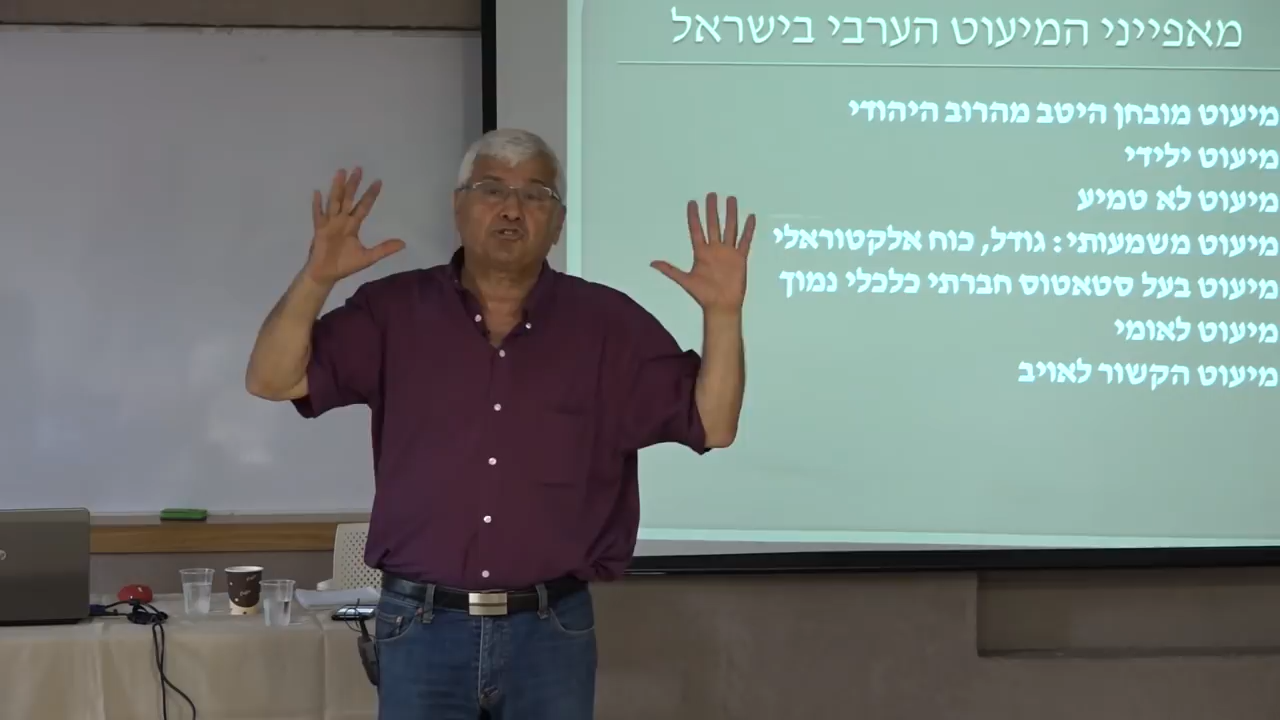 מאפייני המיעוט הערבי בישראל
מיעוט מובחן היטב מהרוב היהודי
מיעוט ילידי
מיעוט לא טמיע
מיעוט משמעותי: גודל, כוח אלקטוראלי
מיעוט בעל סטאטוס חברתי כלכלי נמוך
מיעוט לאומי
מיעוט הקשור לאויב